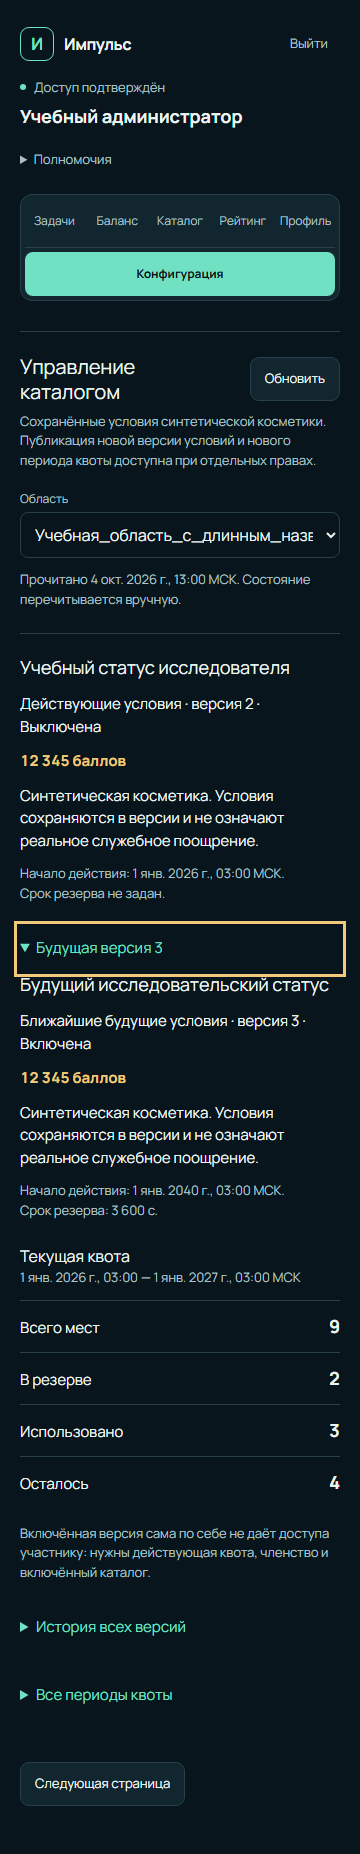 И Импульс Выйти
Доступ подтверждён
Учебный администратор
Полномочия
Задачи Баланс Каталог Рейтинг Профиль
Конфигурация
Управление
каталогом
Обновить
Сохранённые условия синтетической косметики.
Публикация новой версии условий и нового
периода квоты доступна при отдельных правах.
Область
Учебная_область_с_длинным_назв
Прочитано 4 окт. 2026 г., 13:00 МСК. Состояние
перечитывается вручную.
Учебный статус исследователя
Действующие условия · версия 2 ·
Выключена
12 345 баллов
Синтетическая косметика. Условия
сохраняются в версии и не означают
реальное служебное поощрение.
Начало действия: 1 янв. 2026 г., 03:00 МСК.
Срок резерва не задан.
Будущая версия 3
Будущий исследовательский статус
Ближайшие будущие условия · версия 3 ·
Включена
12 345 баллов
Синтетическая косметика. Условия
сохраняются в версии и не означают
реальное служебное поощрение.
Начало действия: 1 янв. 2040 г., 03:00 МСК.
Срок резерва: 3 600 с.
Текущая квота
1 янв. 2026 г., 03:00 — 1 янв. 2027 г., 03:00 МСК
Всего мест 9
В резерве 2
Использовано 3
Осталось 4
Включённая версия сама по себе не даёт доступа
участнику: нужны действующая квота, членство и
включённый каталог.
История всех версий
Все периоды квоты
Следующая страница